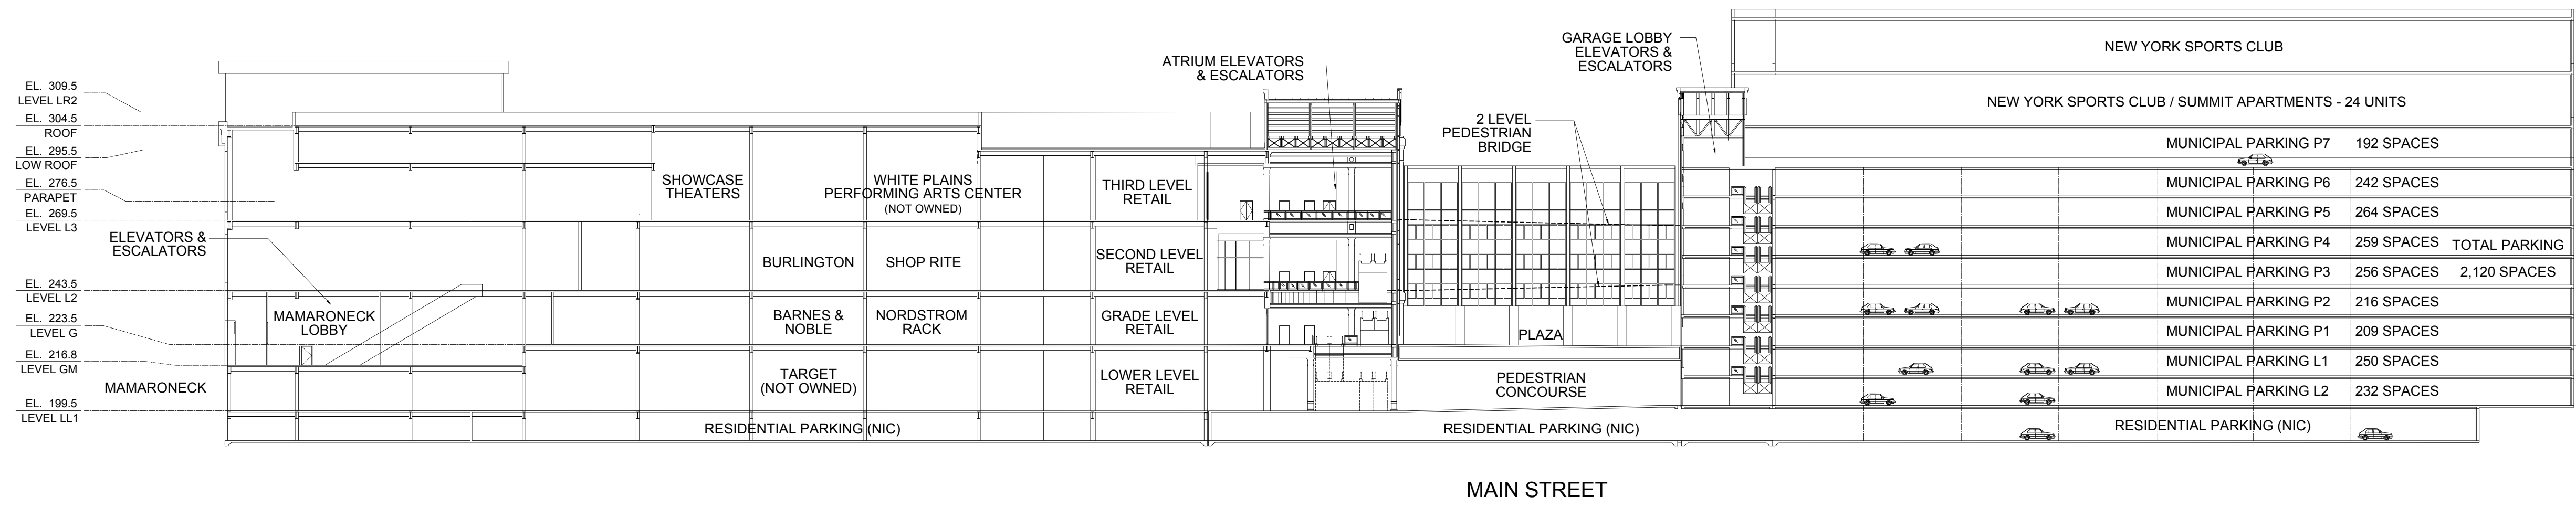 EL. 309.5
LEVEL LR2
EL. 304.5
ROOF
EL. 295.5
LOW ROOF
EL. 276.5
PARAPET
EL. 269.5
LEVEL L3
EL. 243.5
LEVEL L2
EL. 223.5
LEVEL G
EL. 216.8
LEVEL GM
EL. 199.5
LEVEL LL1
MAMARONECK
ELEVATORS &
ESCALATORS
MAMARONECK
LOBBY
SHOWCASE
THEATERS
WHITE PLAINS
PERFORMING ARTS CENTER
(NOT OWNED)
THIRD LEVEL
RETAIL
BURLINGTON
SHOP RITE
SECOND LEVEL
RETAIL
BARNES &
NOBLE
NORDSTROM
RACK
GRADE LEVEL
RETAIL
TARGET
(NOT OWNED)
LOWER LEVEL
RETAIL
RESIDENTIAL PARKING (NIC)
ATRIUM ELEVATORS
& ESCALATORS
2 LEVEL
PEDESTRIAN
BRIDGE
PLAZA
PEDESTRIAN
CONCOURSE
RESIDENTIAL PARKING (NIC)
GARAGE LOBBY
ELEVATORS &
ESCALATORS
NEW YORK SPORTS CLUB
NEW YORK SPORTS CLUB / SUMMIT APARTMENTS - 24 UNITS
MUNICIPAL PARKING P7 192 SPACES
MUNICIPAL PARKING P6 242 SPACES
MUNICIPAL PARKING P5 264 SPACES
MUNICIPAL PARKING P4 259 SPACES
MUNICIPAL PARKING P3 256 SPACES
MUNICIPAL PARKING P2 216 SPACES
MUNICIPAL PARKING P1 209 SPACES
MUNICIPAL PARKING L1 250 SPACES
MUNICIPAL PARKING L2 232 SPACES
TOTAL PARKING
2,120 SPACES
RESIDENTIAL PARKING (NIC)
MAIN STREET